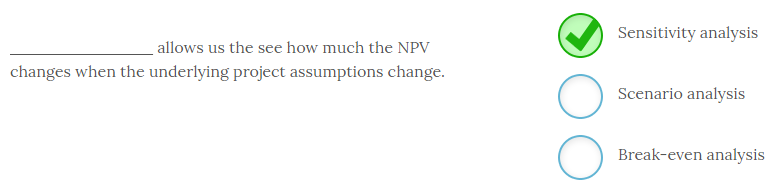 ___________________ allows us the see how much the NPV
changes when the underlying project assumptions change.
Sensitivity analysis
Scenario analysis
Break-even analysis